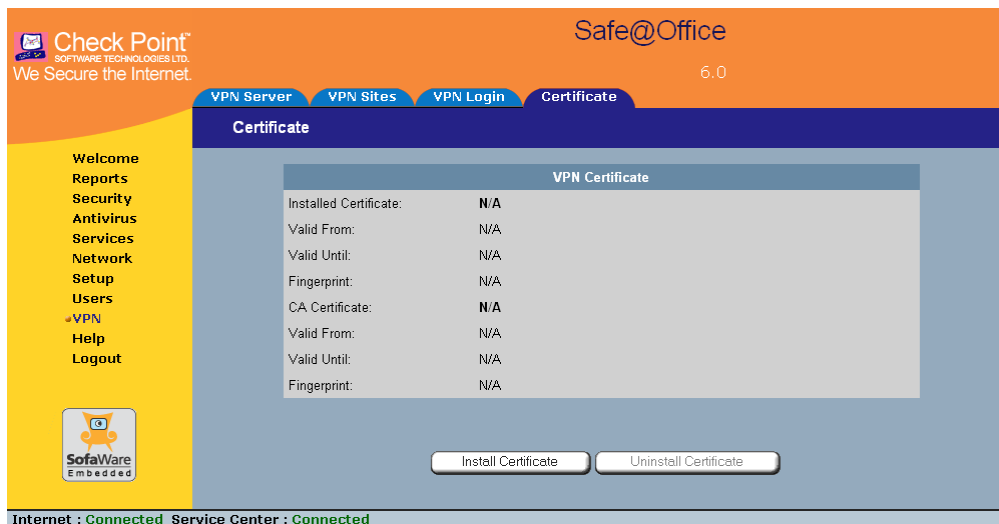 Check Point™
SOFTWARE TECHNOLOGIES LTD.
We Secure the Internet.
Safe@Office
6.0
VPN Server
VPN Sites
VPN Login
Certificate
Certificate
Welcome
Reports
Security
Antivirus
Services
Network
Setup
Users
VPN
Help
Logout
SofaWare
Embedded
VPN Certificate
Installed Certificate: N/A
Valid From: N/A
Valid Until: N/A
Fingerprint: N/A
CA Certificate: N/A
Valid From: N/A
Valid Until: N/A
Fingerprint: N/A
Install Certificate
Uninstall Certificate
Internet : Connected Service Center : Connected